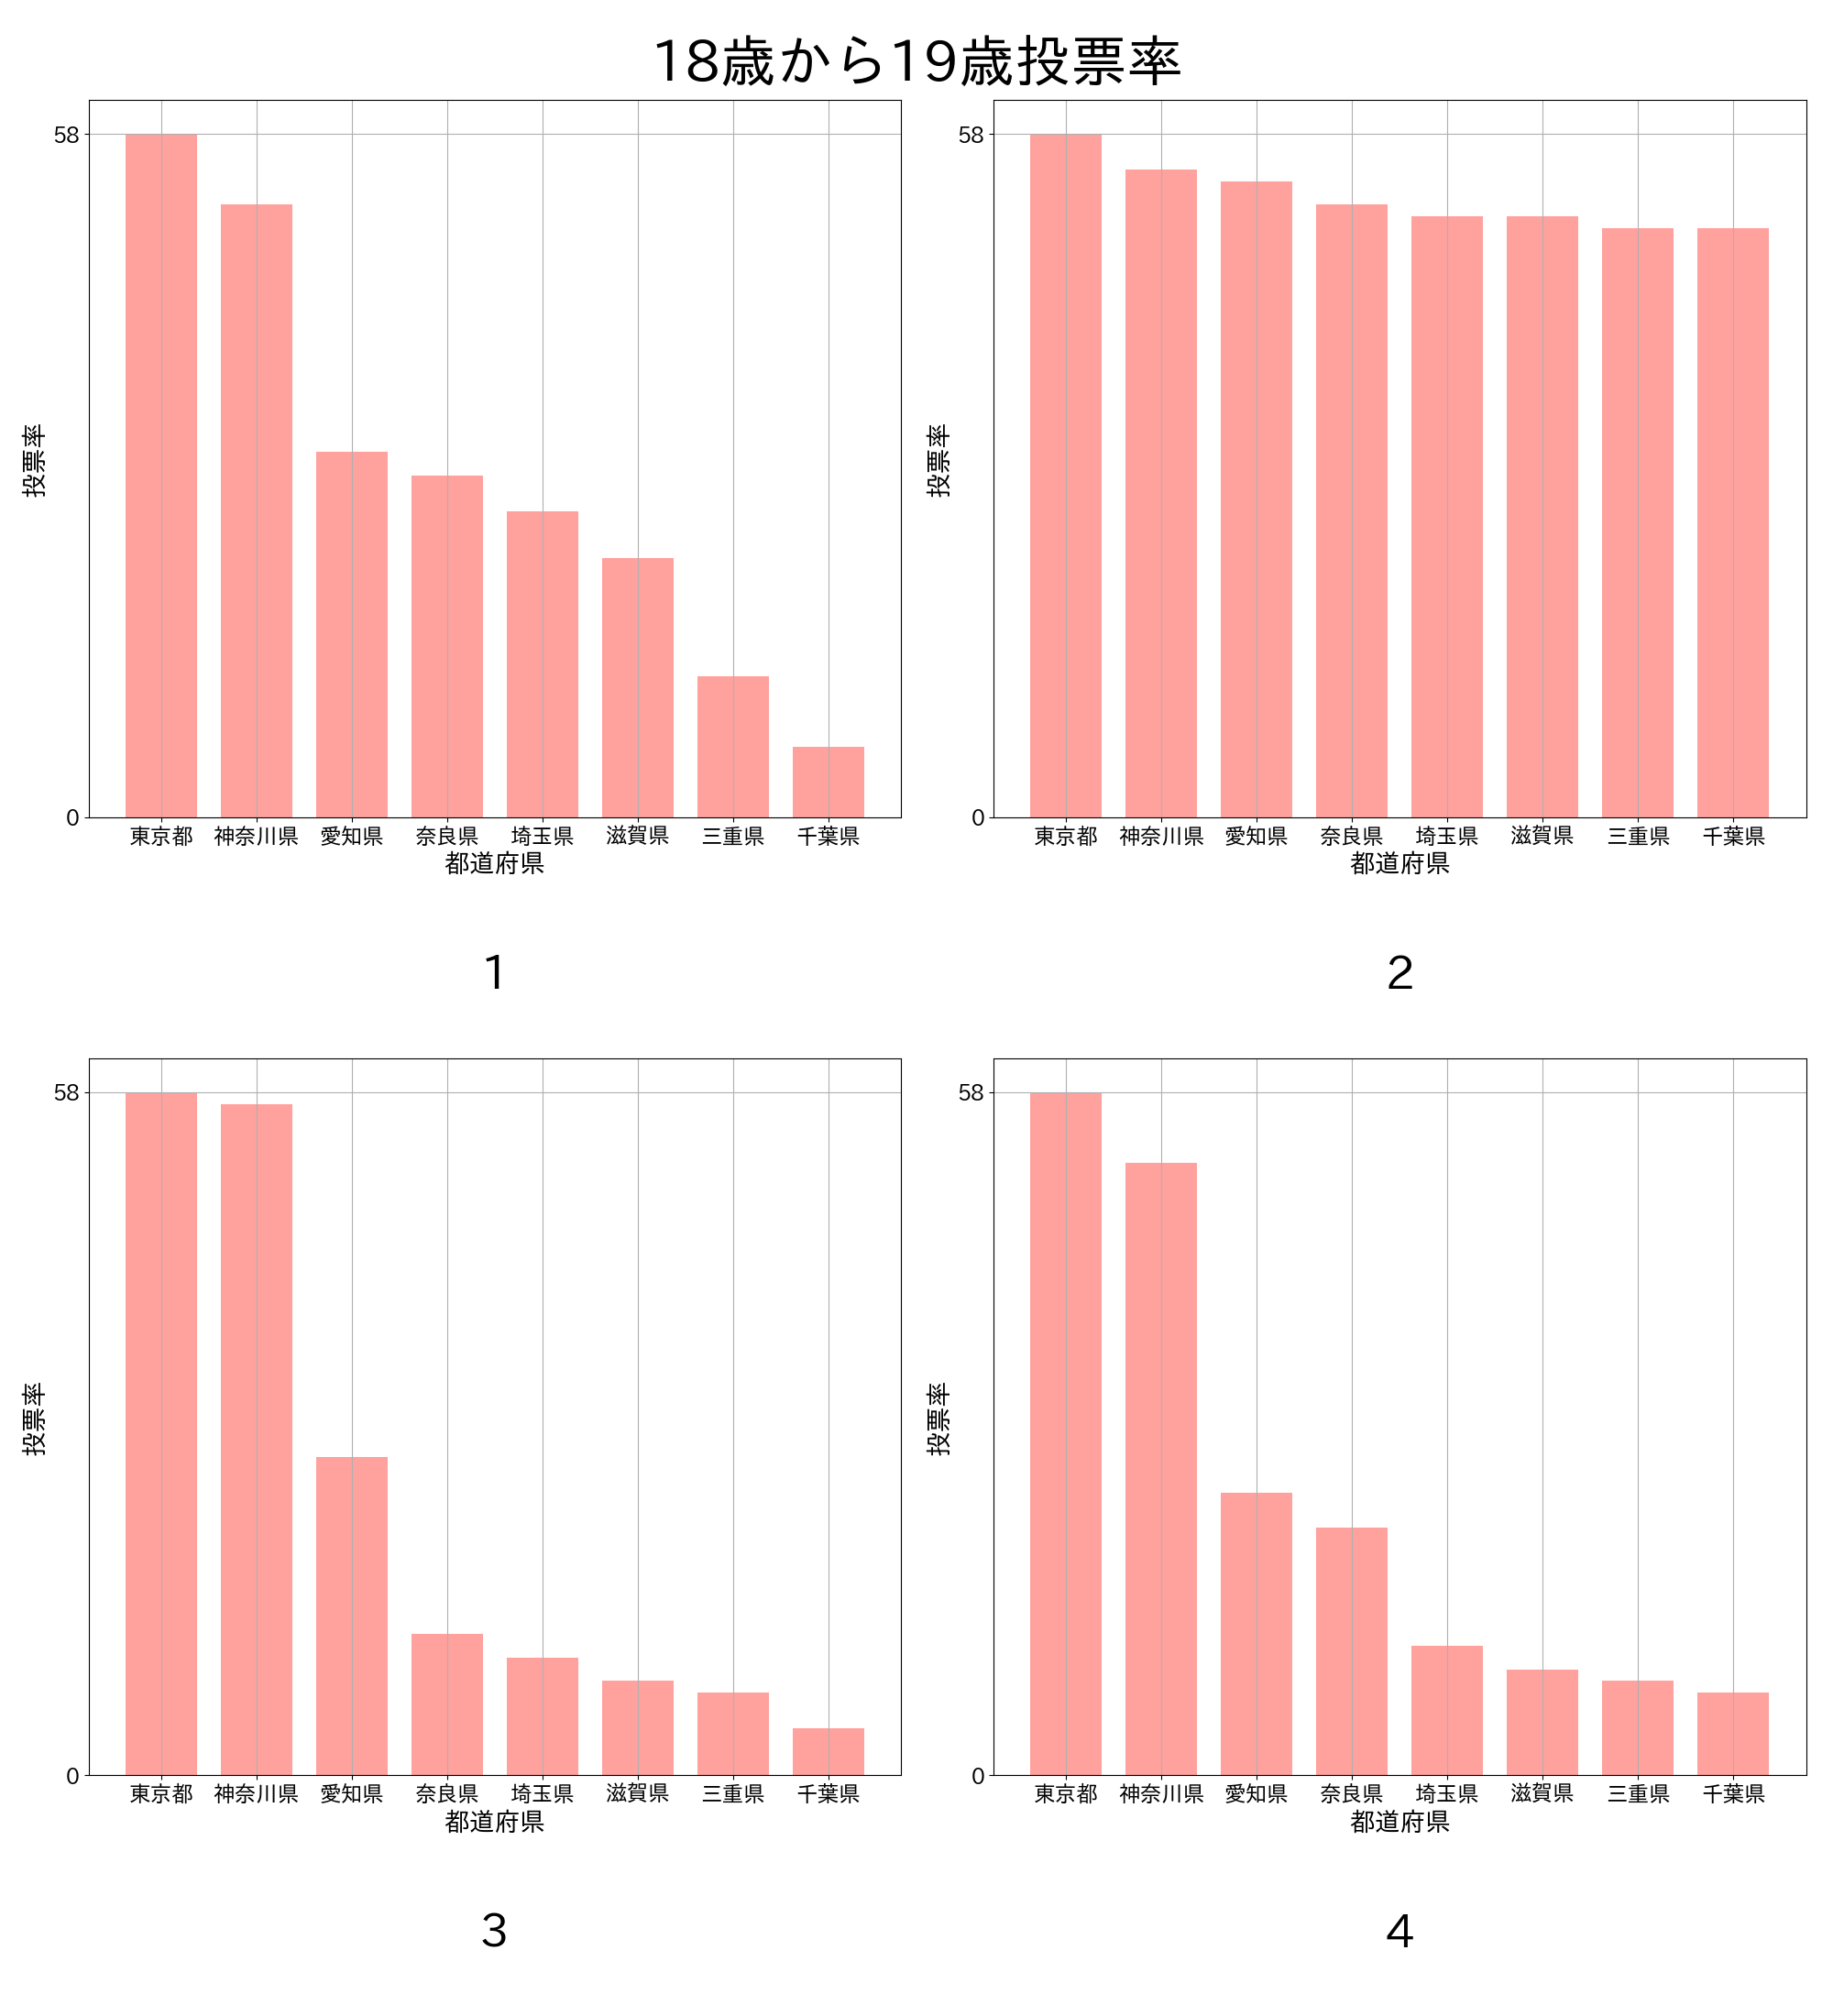 18歳から19歳投票率
58
0
投票率
東京都 神奈川県 愛知県 奈良県 埼玉県 滋賀県 三重県 千葉県
都道府県
1
58
0
投票率
東京都 神奈川県 愛知県 奈良県 埼玉県 滋賀県 三重県 千葉県
都道府県
2
58
0
投票率
東京都 神奈川県 愛知県 奈良県 埼玉県 滋賀県 三重県 千葉県
都道府県
3
58
0
投票率
東京都 神奈川県 愛知県 奈良県 埼玉県 滋賀県 三重県 千葉県
都道府県
4